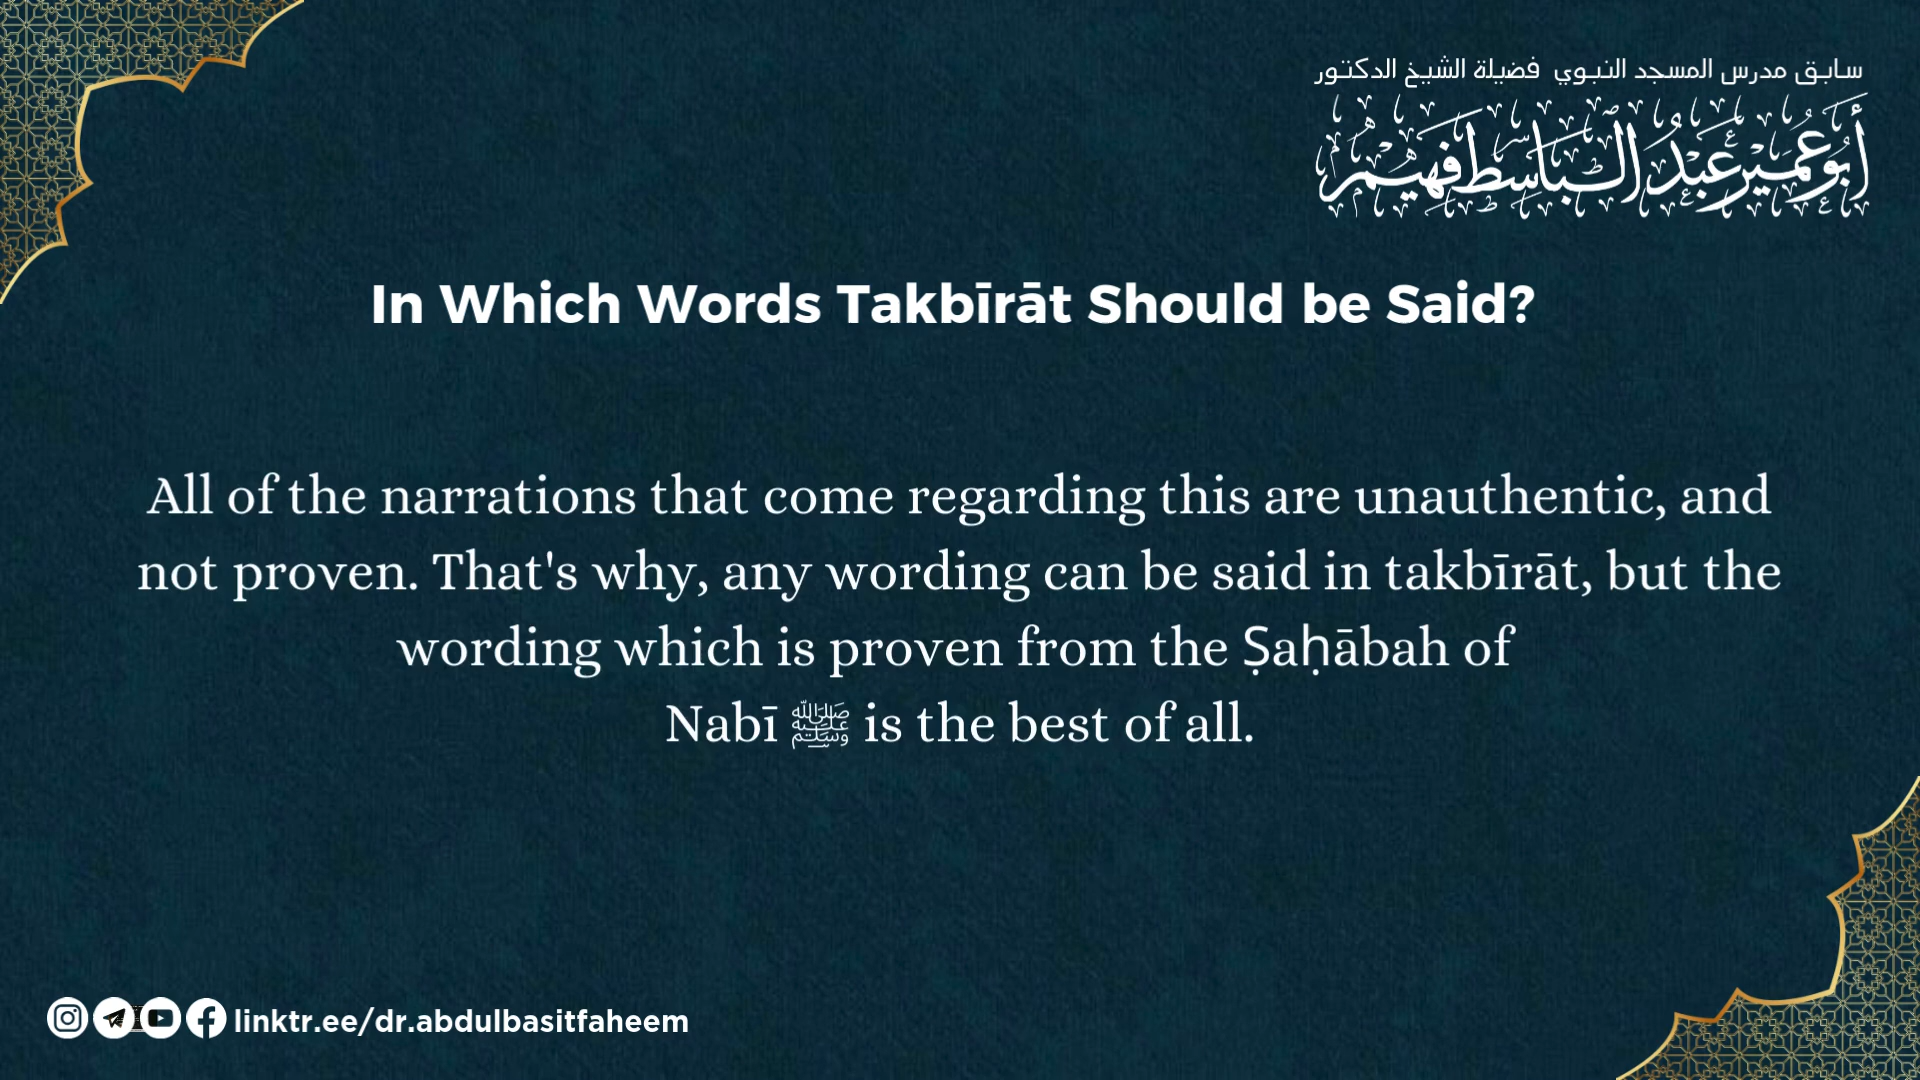 سابق مدرس المسجد النبوي فضيلة الشيخ الدكتور
أبو عمير عبد الباسط فهيم
In Which Words Takbīrāt Should be Said?
All of the narrations that come regarding this are unauthentic, and
not proven. That's why, any wording can be said in takbīrāt, but the
wording which is proven from the Ṣaḥābah of
Nabī ﷺ is the best of all.
linktr.ee/dr.abdulbasitfaheem